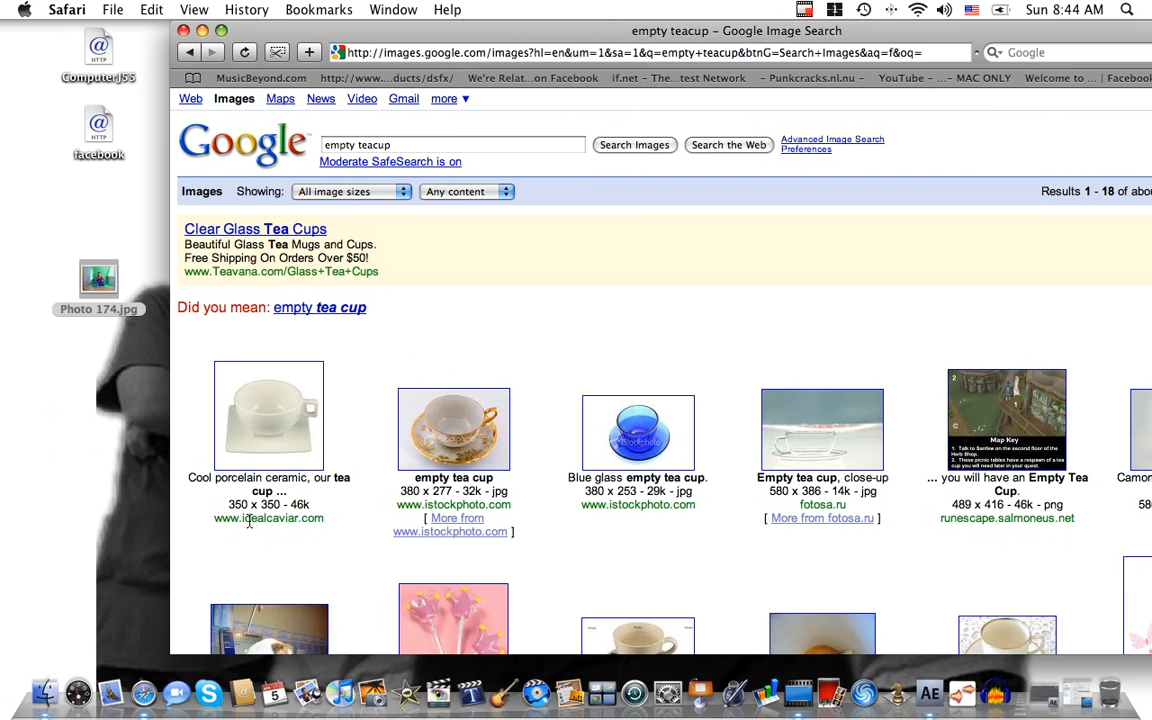 Safari File Edit View History Bookmarks Window Help Sun 8:44 AM
empty teacup – Google Image Search
http://images.google.com/images?hl=en&um=1&sa=1&q=empty+teacup&btnG=Search+Images&aq=f&oq= Google
MusicBeyond.com http://www....ducts/dsfx/ We're Relat...on Facebook if.net - The...test Network - Punkcracks.nl.nu - YouTube - ...- MAC ONLY Welcome to ... | Facebook
HTTP
ComputerJ55
HTTP
facebook
Photo 174.jpg
Web Images Maps News Video Gmail more ▼
Google™ empty teacup Search Images Search the Web Advanced Image Search
Preferences
Moderate SafeSearch is on
Images Showing: All image sizes Any content Results 1 - 18 of abou
Clear Glass Tea Cups
Beautiful Glass Tea Mugs and Cups.
Free Shipping On Orders Over $50!
www.Teavana.com/Glass+Tea+Cups
Did you mean: empty tea cup
Cool porcelain ceramic, our tea
cup ...
350 x 350 - 46k
www.idealcaviar.com
empty tea cup
380 x 277 - 32k - jpg
www.istockphoto.com
[ More from
www.istockphoto.com ]
iStockphoto
Blue glass empty tea cup.
380 x 253 - 29k - jpg
www.istockphoto.com
Empty tea cup, close-up
580 x 386 - 14k - jpg
fotosa.ru
[ More from fotosa.ru ]
2
1
Map Key
1. Talk to Sanfew on the second floor of the
Herb Shop.
2. These picnic tables have a respawn of a tea
cup you will need later in your quest.
... you will have an Empty Tea
Cup.
489 x 416 - 46k - png
runescape.salmoneus.net
Camom
580
5
AE